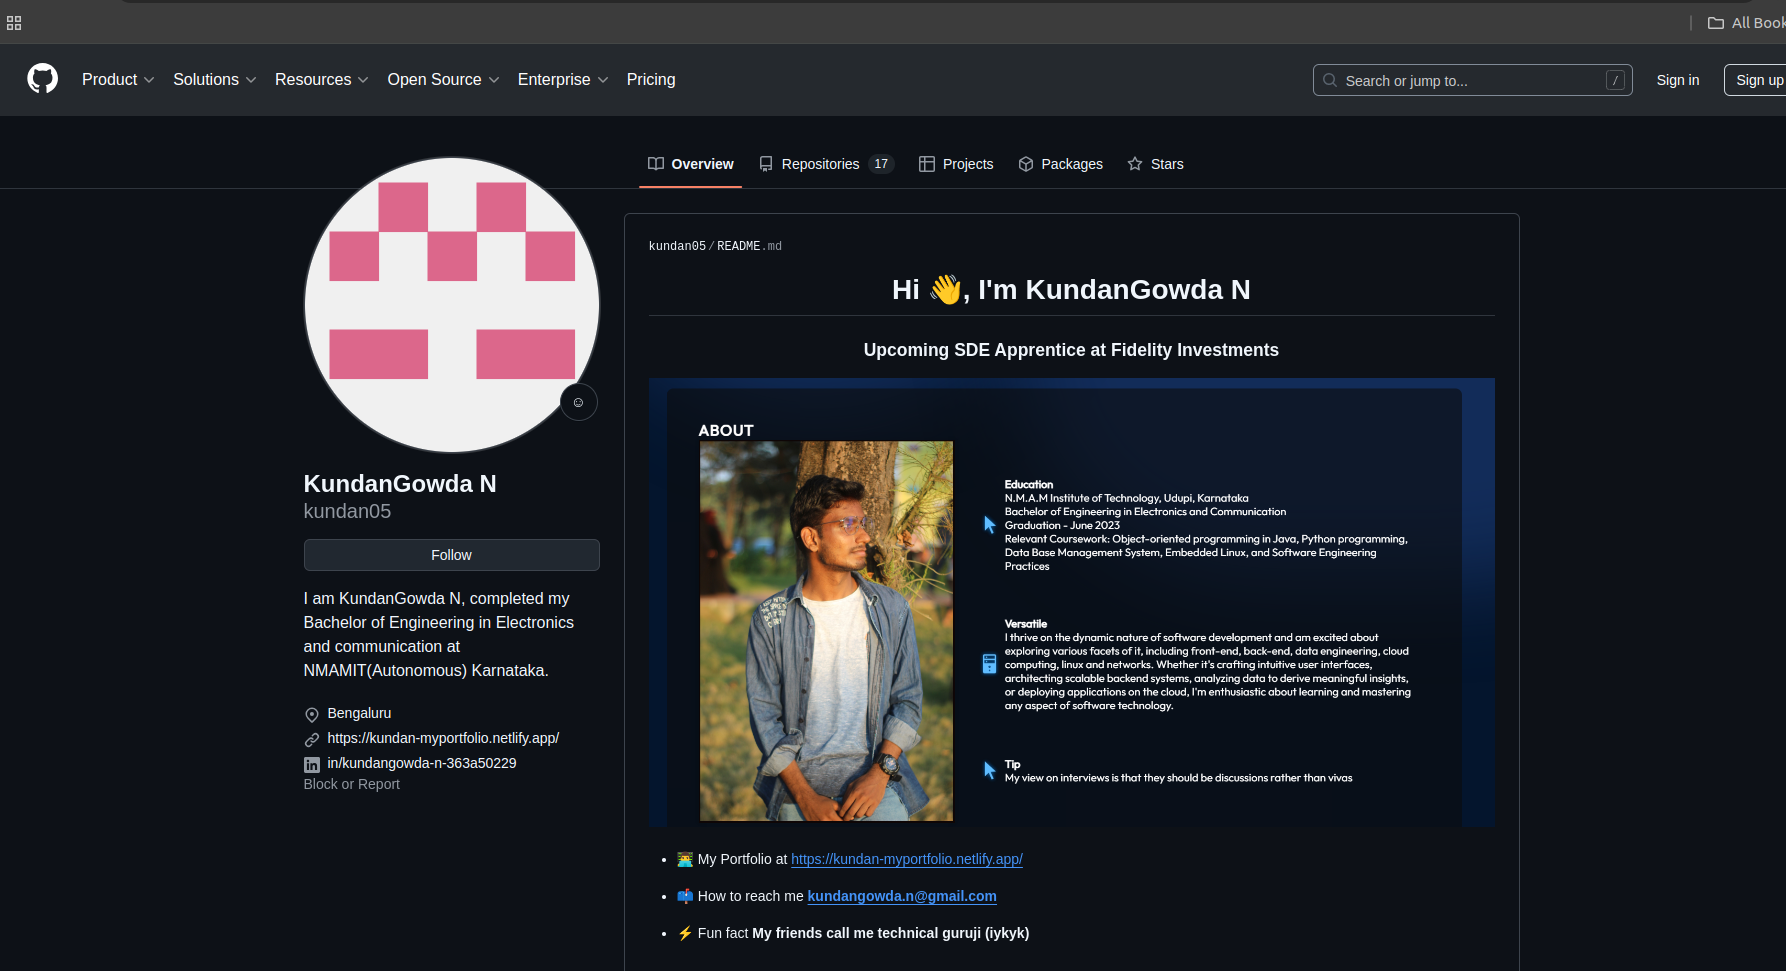 All Book
Product Solutions Resources Open Source Enterprise Pricing
Search or jump to... /
Sign in
Sign up
Overview Repositories 17 Projects Packages Stars
KundanGowda N
kundan05
Follow
I am KundanGowda N, completed my
Bachelor of Engineering in Electronics
and communication at
NMAMIT(Autonomous) Karnataka.
Bengaluru
https://kundan-myportfolio.netlify.app/
in/kundangowda-n-363a50229
Block or Report
kundan05/README.md
Hi 👋, I'm KundanGowda N
Upcoming SDE Apprentice at Fidelity Investments
ABOUT
Education
N.M.A.M Institute of Technology, Udupi, Karnataka
Bachelor of Engineering in Electronics and Communication
Graduation - June 2023
Relevant Coursework: Object-oriented programming in Java, Python programming,
Data Base Management System, Embedded Linux, and Software Engineering
Practices
Versatile
I thrive on the dynamic nature of software development and am excited about
exploring various facets of it, including front-end, back-end, data engineering, cloud
computing, linux and networks. Whether it's crafting intuitive user interfaces,
architecting scalable backend systems, analyzing data to derive meaningful insights,
or deploying applications on the cloud, I'm enthusiastic about learning and mastering
any aspect of software technology.
Tip
My view on interviews is that they should be discussions rather than vivas
• 👨‍💻 My Portfolio at https://kundan-myportfolio.netlify.app/
• 📫 How to reach me kundangowda.n@gmail.com
• ⚡ Fun fact My friends call me technical guruji (iykyk)